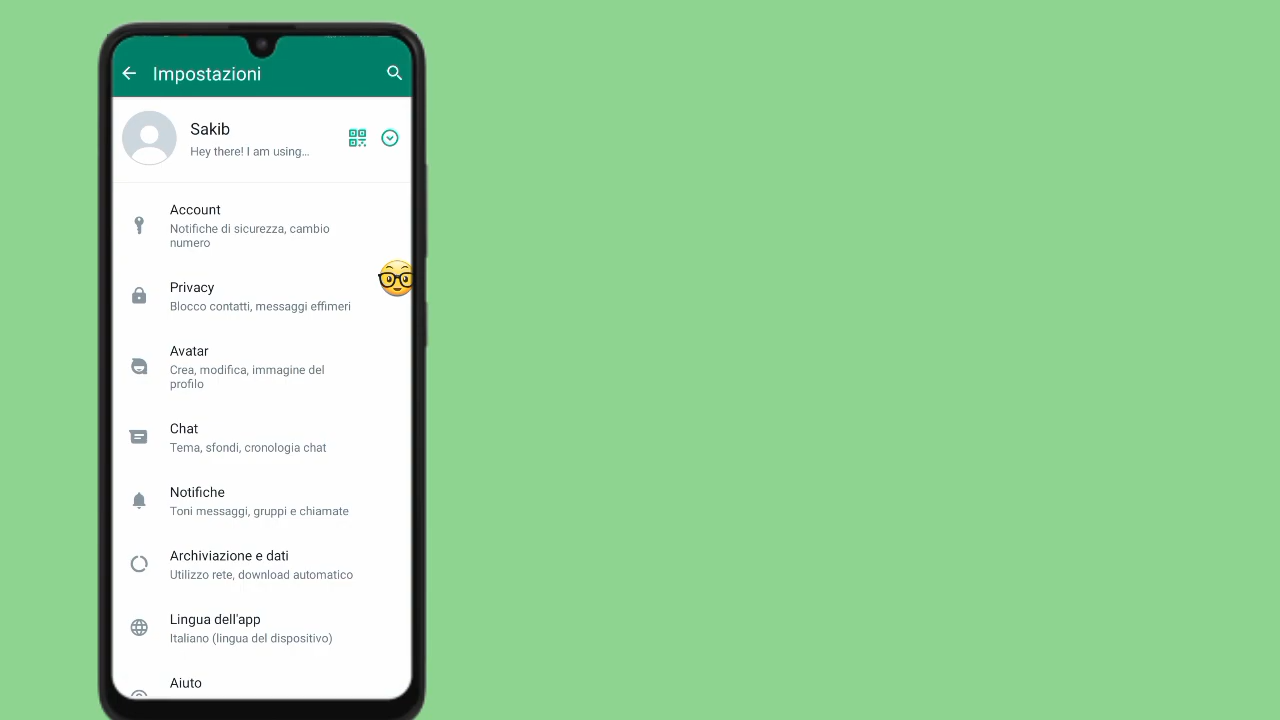 Impostazioni
Sakib
Hey there! I am using...
Account
Notifiche di sicurezza, cambio
numero
Privacy
Blocco contatti, messaggi effimeri
Avatar
Crea, modifica, immagine del
profilo
Chat
Tema, sfondi, cronologia chat
Notifiche
Toni messaggi, gruppi e chiamate
Archiviazione e dati
Utilizzo rete, download automatico
Lingua dell'app
Italiano (lingua del dispositivo)
Aiuto